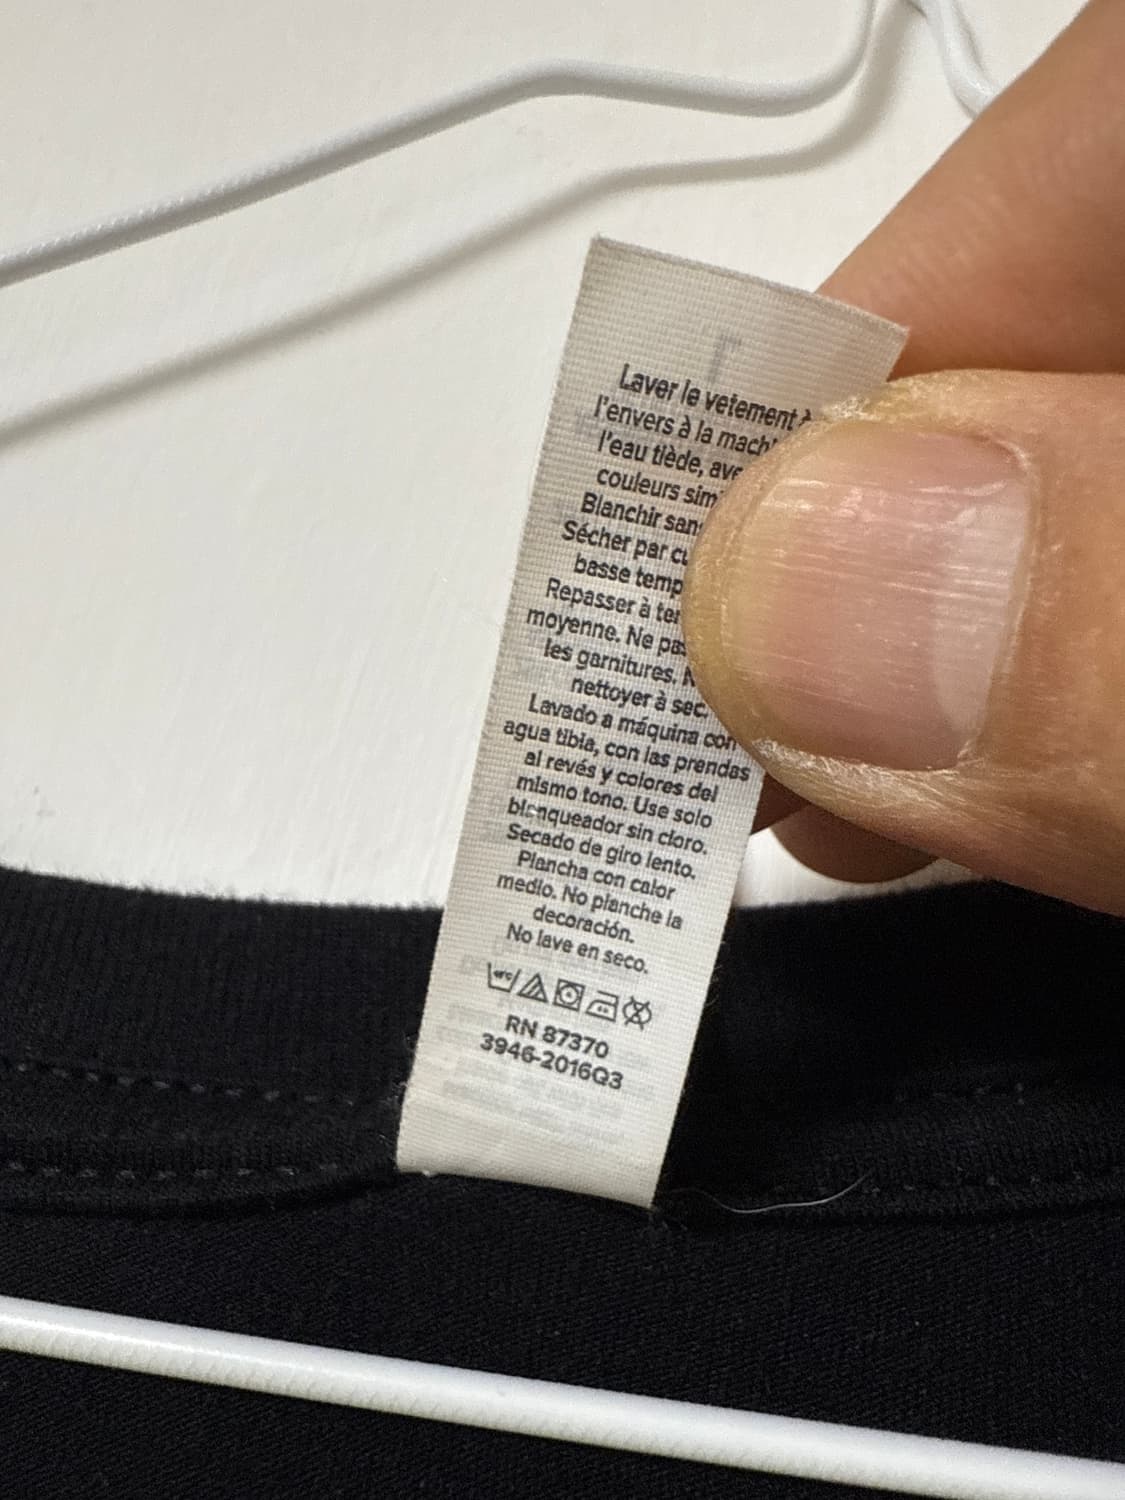 Laver le vetement à
l'envers à la mach
l'eau tiède, ave
couleurs sim
Blanchir san
Sécher par cu
basse temp
Repasser à ter
moyenne. Ne pas
les garnitures. N
nettoyer à sec.
Lavado a máquina con
agua tibia, con las prendas
al revés y colores del
mismo tono. Use solo
blanqueador sin cloro.
Secado de giro lento.
Plancha con calor
medio. No planche la
decoración.
No lave en seco.
RN 87370
3946-2016Q3